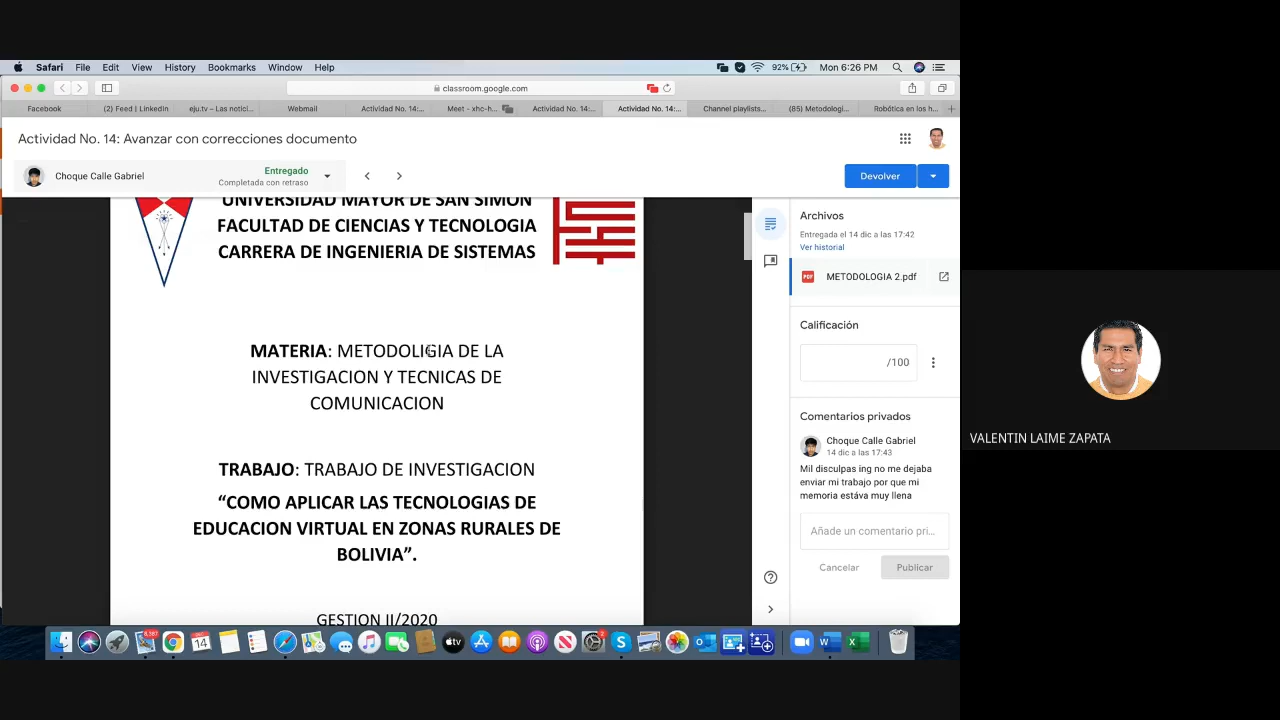 Safari File Edit View History Bookmarks Window Help 92% Mon 6:26 PM
classroom.google.com
Facebook (2) Feed | LinkedIn eju.tv – Las notici... Webmail Actividad No. 14:... Meet – xhc-h... Actividad No. 14:... Actividad No. 14:... Channel playlists... (85) Metodologi... Robótica en los h...
Actividad No. 14: Avanzar con correcciones documento
Choque Calle Gabriel
Entregado
Completada con retraso
Devolver
UNIVERSIDAD MAYOR DE SAN SIMON
FACULTAD DE CIENCIAS Y TECNOLOGIA
CARRERA DE INGENIERIA DE SISTEMAS
MATERIA: METODOLIGIA DE LA
INVESTIGACION Y TECNICAS DE
COMUNICACION
TRABAJO: TRABAJO DE INVESTIGACION
“COMO APLICAR LAS TECNOLOGIAS DE
EDUCACION VIRTUAL EN ZONAS RURALES DE
BOLIVIA”.
GESTION II/2020
Archivos
Entregada el 14 dic a las 17:42
Ver historial
PDF METODOLOGIA 2.pdf
Calificación
/100
Comentarios privados
Choque Calle Gabriel
14 dic a las 17:43
Mil disculpas ing no me dejaba
enviar mi trabajo por que mi
memoria estáva muy llena
Añade un comentario pri...
Cancelar Publicar
VALENTIN LAIME ZAPATA